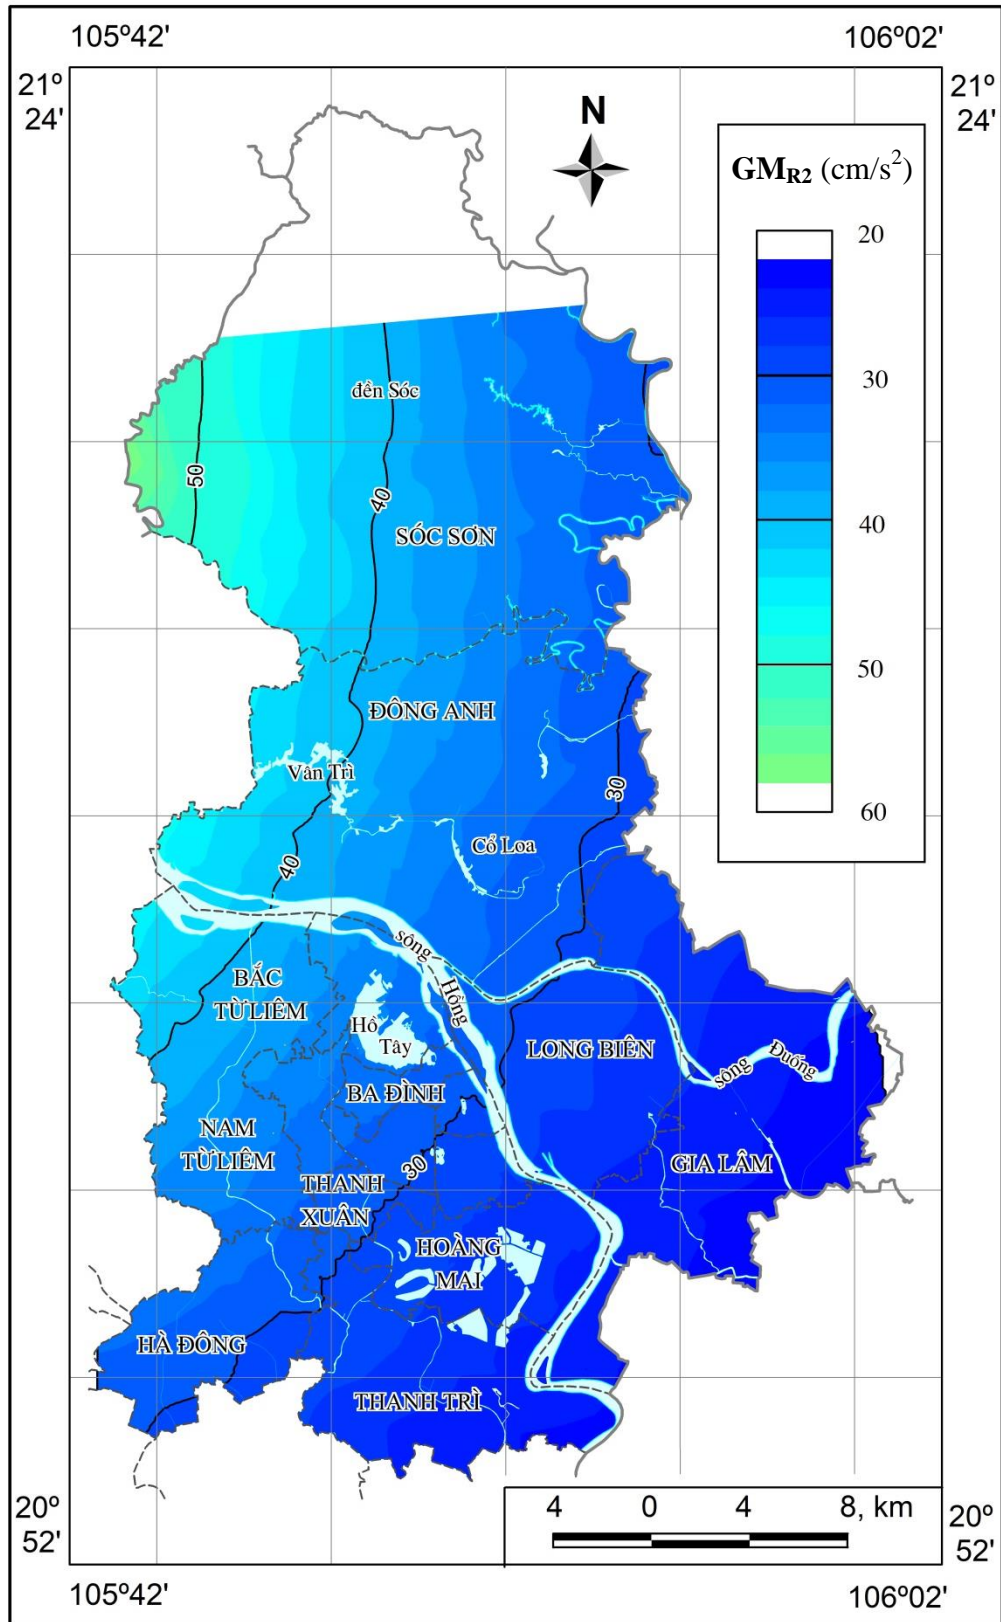 105º42'
106º02'
21º
24'
21º
24'
N
GM_R2 (cm/s²)
20
30
40
50
60
đền Sóc
50
40
SÓC SƠN
ĐÔNG ANH
Vân Trì
30
Cổ Loa
40
sông
Hồng
BẮC
TỪ LIÊM
Hồ
Tây
LONG BIÊN
sông
Đuống
BA ĐÌNH
NAM
TỪ LIÊM
30
GIA LÂM
THANH
XUÂN
HOÀNG
MAI
HÀ ĐÔNG
THANH TRÌ
4 0 4 8, km
20º
52'
20º
52'
105º42'
106º02'